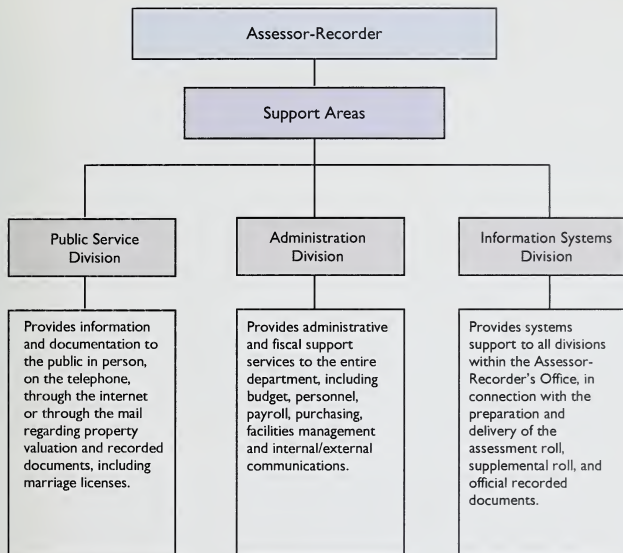 Assessor-Recorder
Support Areas
Public Service
Division
Administration
Division
Information Systems
Division
Provides information
and documentation to
the public in person,
on the telephone,
through the internet
or through the mail
regarding property
valuation and recorded
documents, including
marriage licenses.
Provides administrative
and fiscal support
services to the entire
department, including
budget, personnel,
payroll, purchasing,
facilities management
and internal/external
communications.
Provides systems
support to all divisions
within the Assessor-
Recorder's Office, in
connection with the
preparation and
delivery of the
assessment roll,
supplemental roll, and
official recorded
documents.